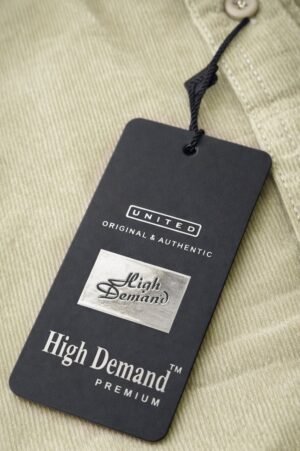 UNITED
ORIGINAL & AUTHENTIC
High
Demand
High Demand™
PREMIUM